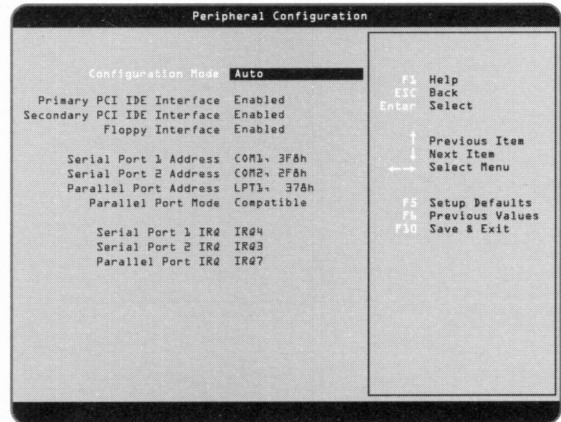 Peripheral Configuration
Configuration Mode Auto
Primary PCI IDE Interface Enabled
Secondary PCI IDE Interface Enabled
Floppy Interface Enabled
Serial Port 1 Address COM1, 3F8h
Serial Port 2 Address COM2, 2F8h
Parallel Port Address LPT1, 378h
Parallel Port Mode Compatible
Serial Port 1 IRQ IRQ4
Serial Port 2 IRQ IRQ3
Parallel Port IRQ IRQ7
F1 Help
ESC Back
Enter Select
↑ Previous Item
↓ Next Item
←→ Select Menu
F5 Setup Defaults
F6 Previous Values
F10 Save & Exit